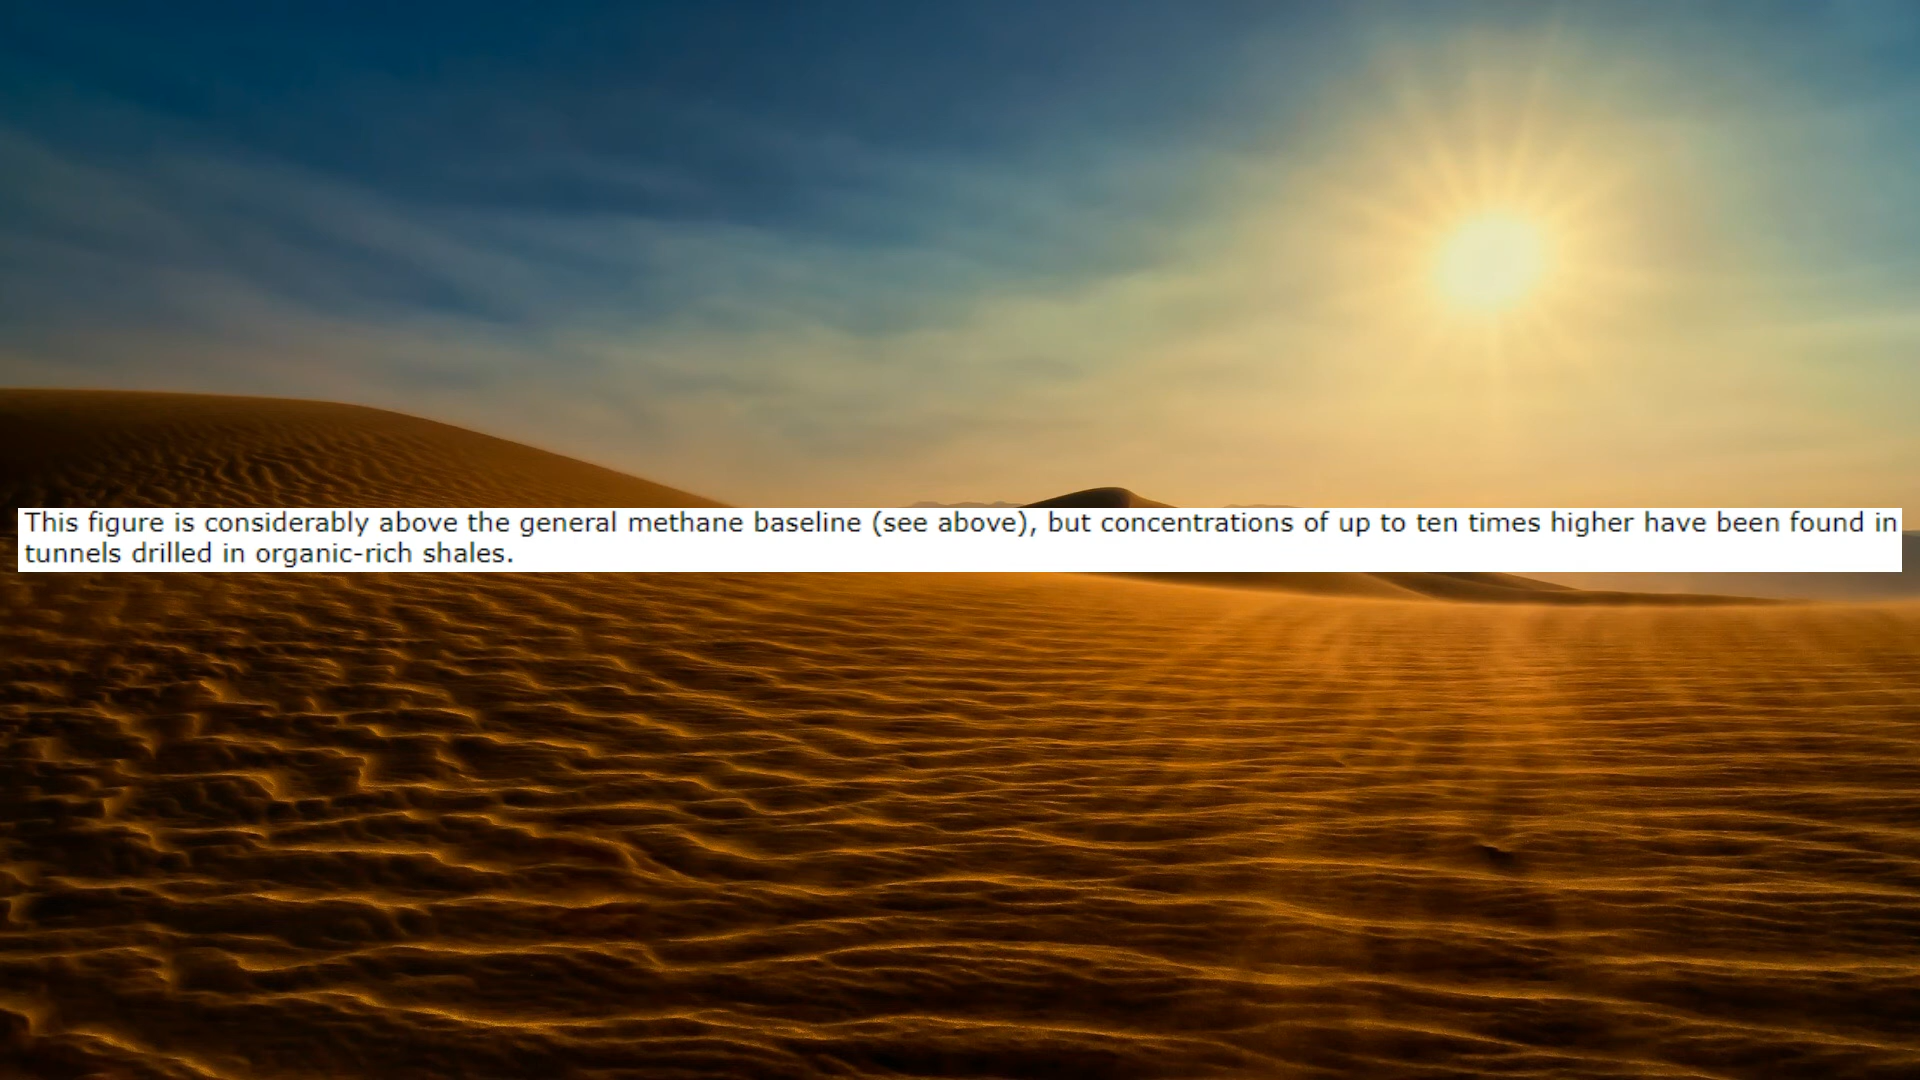 This figure is considerably above the general methane baseline (see above), but concentrations of up to ten times higher have been found in
tunnels drilled in organic-rich shales.